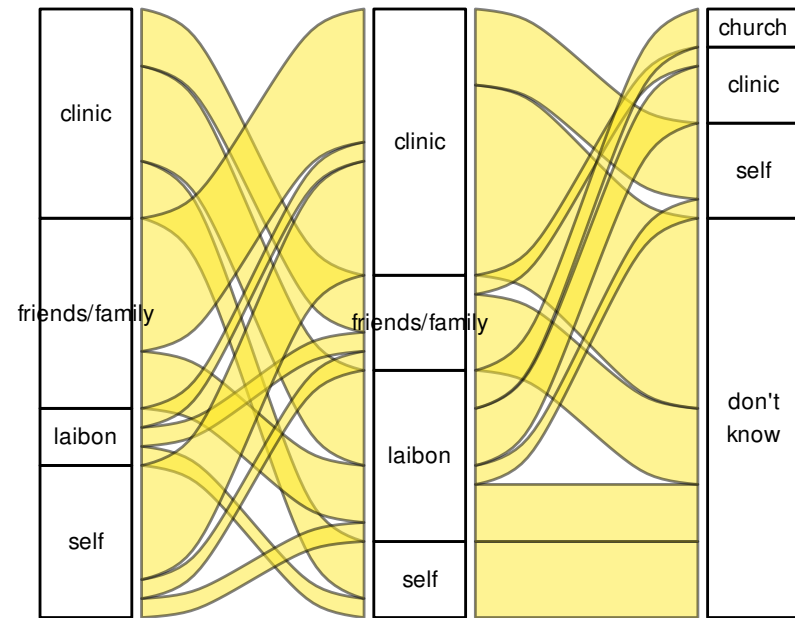 clinic
friends/family
laibon
self
clinic
friends/family
laibon
self
church
clinic
self
don't
know